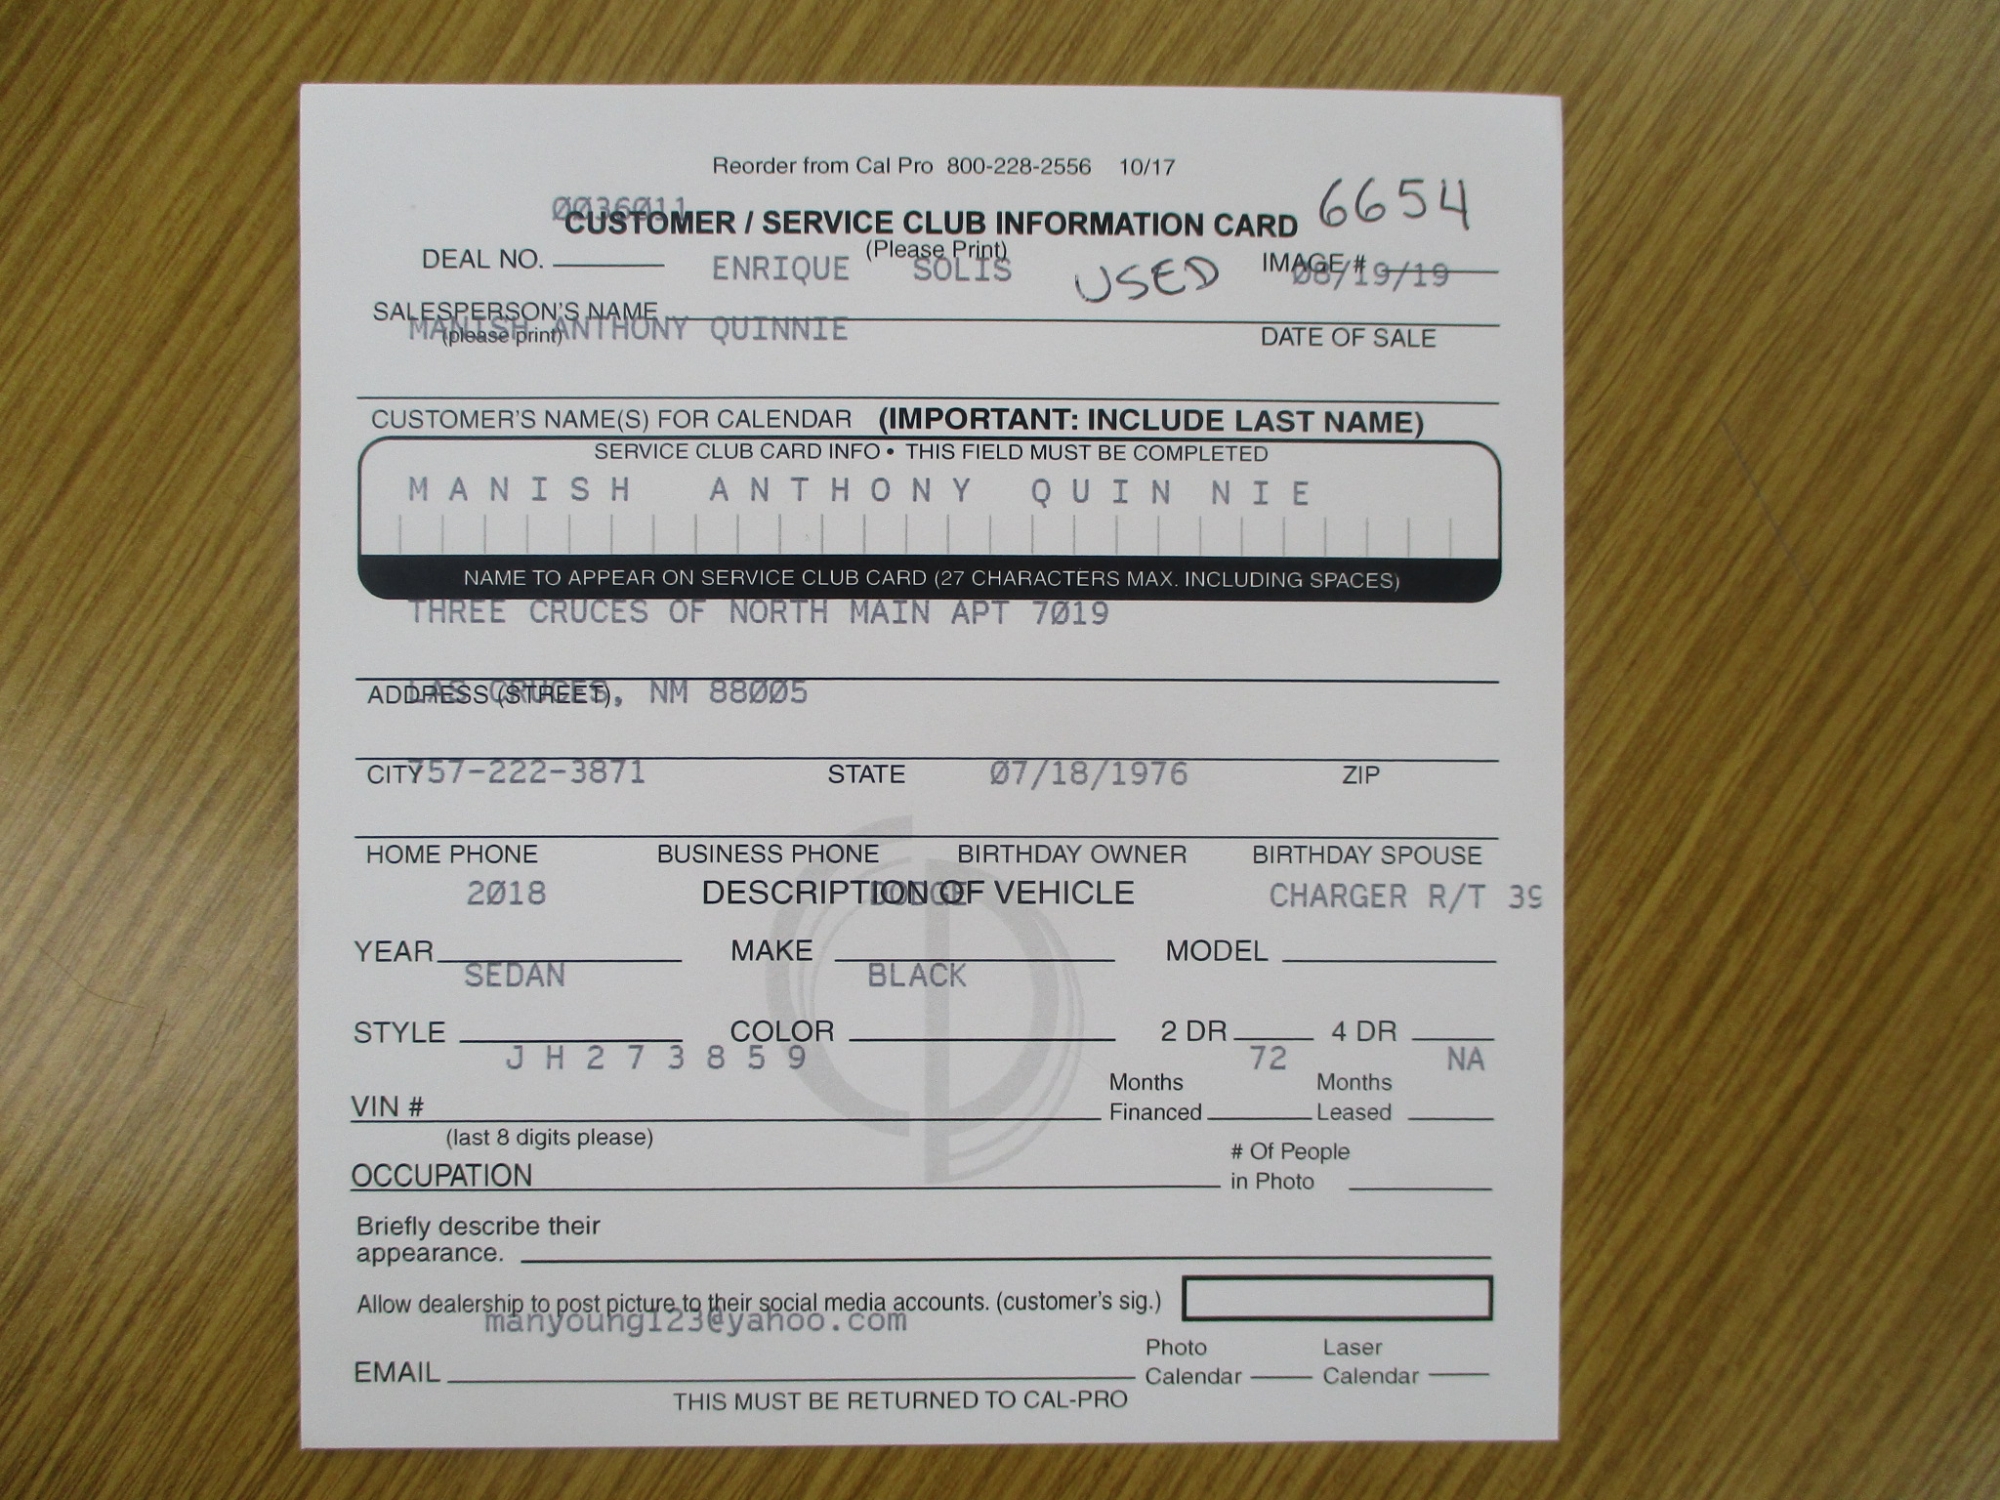 Reorder from Cal Pro 800-228-2556 10/17
0036011 6654
CUSTOMER / SERVICE CLUB INFORMATION CARD
(Please Print)
DEAL NO. ENRIQUE SOLIS USED IMAGE # 08/19/19
SALESPERSON'S NAME
(please print) MANISH ANTHONY QUINNIE DATE OF SALE
CUSTOMER'S NAME(S) FOR CALENDAR (IMPORTANT: INCLUDE LAST NAME)
SERVICE CLUB CARD INFO • THIS FIELD MUST BE COMPLETED
MANISH ANTHONY QUINNIE
NAME TO APPEAR ON SERVICE CLUB CARD (27 CHARACTERS MAX. INCLUDING SPACES)
THREE CRUCES OF NORTH MAIN APT 7019
ADDRESS (STREET) LAS CRUCES, NM 88005
CITY 757-222-3871 STATE 07/18/1976 ZIP
HOME PHONE BUSINESS PHONE BIRTHDAY OWNER BIRTHDAY SPOUSE
2018 DESCRIPTION OF VEHICLE DODGE CHARGER R/T 39
YEAR MAKE MODEL
SEDAN BLACK
STYLE COLOR 2 DR 4 DR
JH273859 72 NA
VIN # Months Financed Months Leased
(last 8 digits please)
OCCUPATION # Of People in Photo
Briefly describe their
appearance.
Allow dealership to post picture to their social media accounts. (customer's sig.)
manyoung123@yahoo.com
EMAIL Photo Calendar Laser Calendar
THIS MUST BE RETURNED TO CAL-PRO